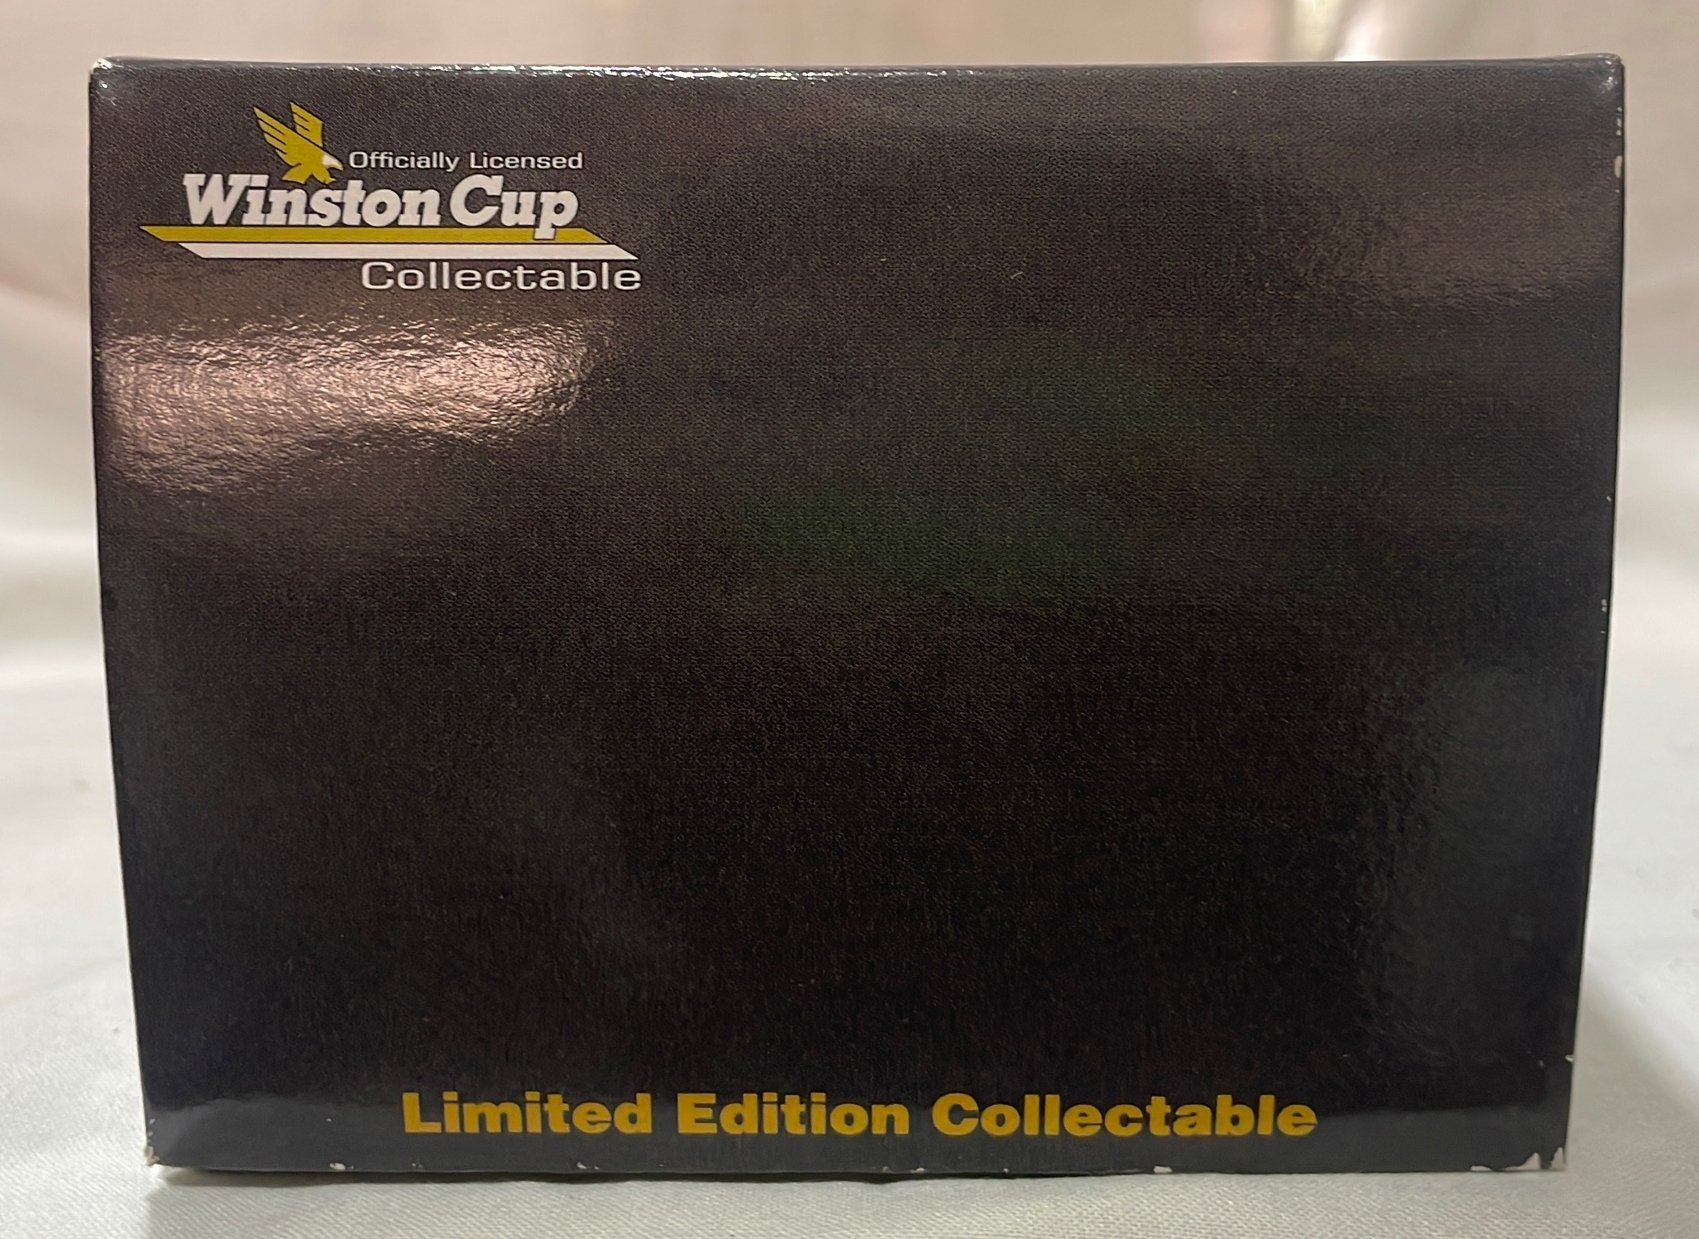 Officially Licensed
Winston Cup
Collectable
Limited Edition Collectable